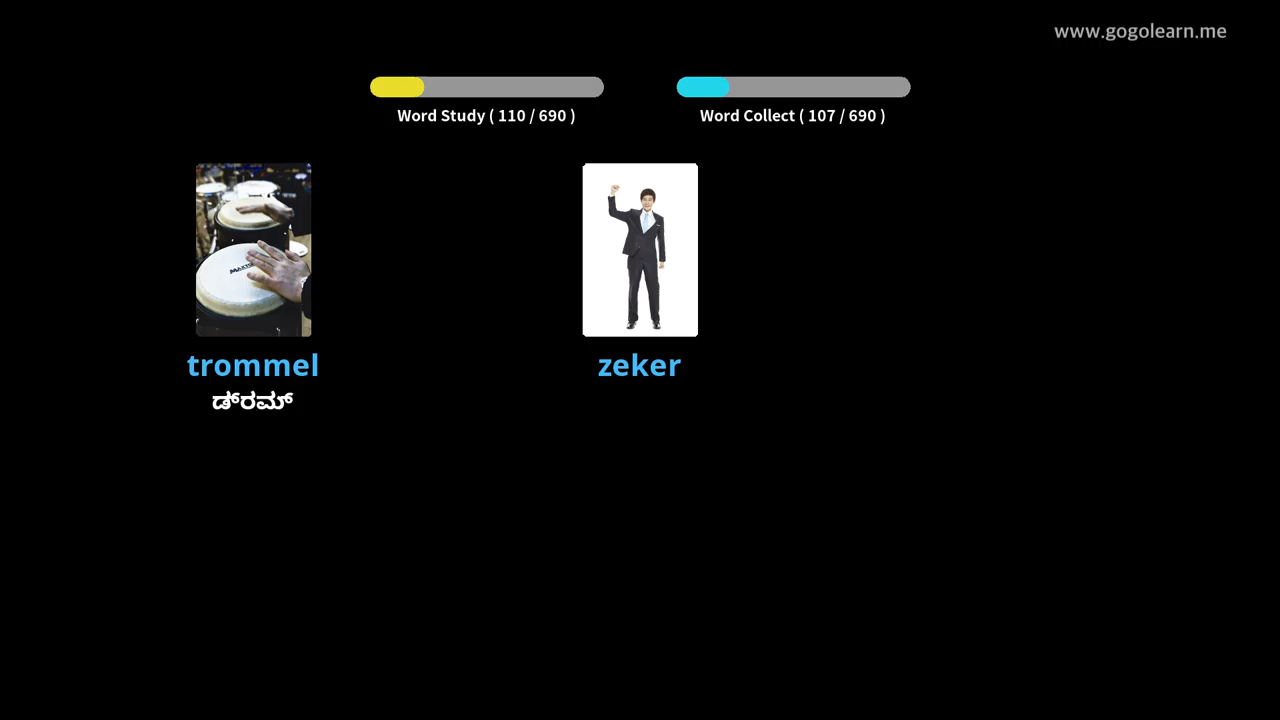 www.gogolearn.me
Word Study ( 110 / 690 )
Word Collect ( 107 / 690 )
trommel
ಡ್‌ರಮ್
zeker